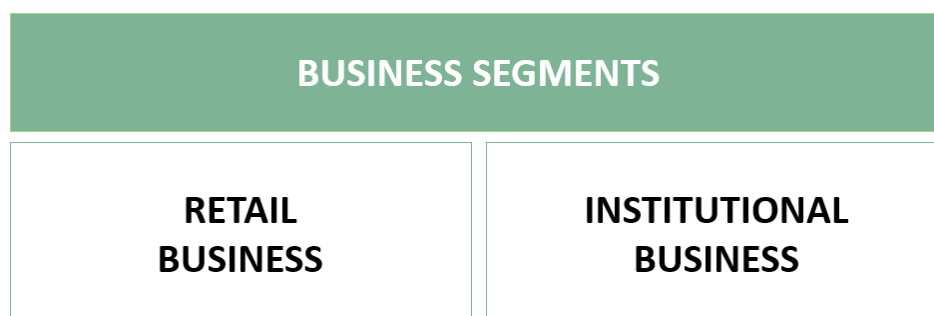 BUSINESS SEGMENTS
RETAIL
BUSINESS
INSTITUTIONAL
BUSINESS